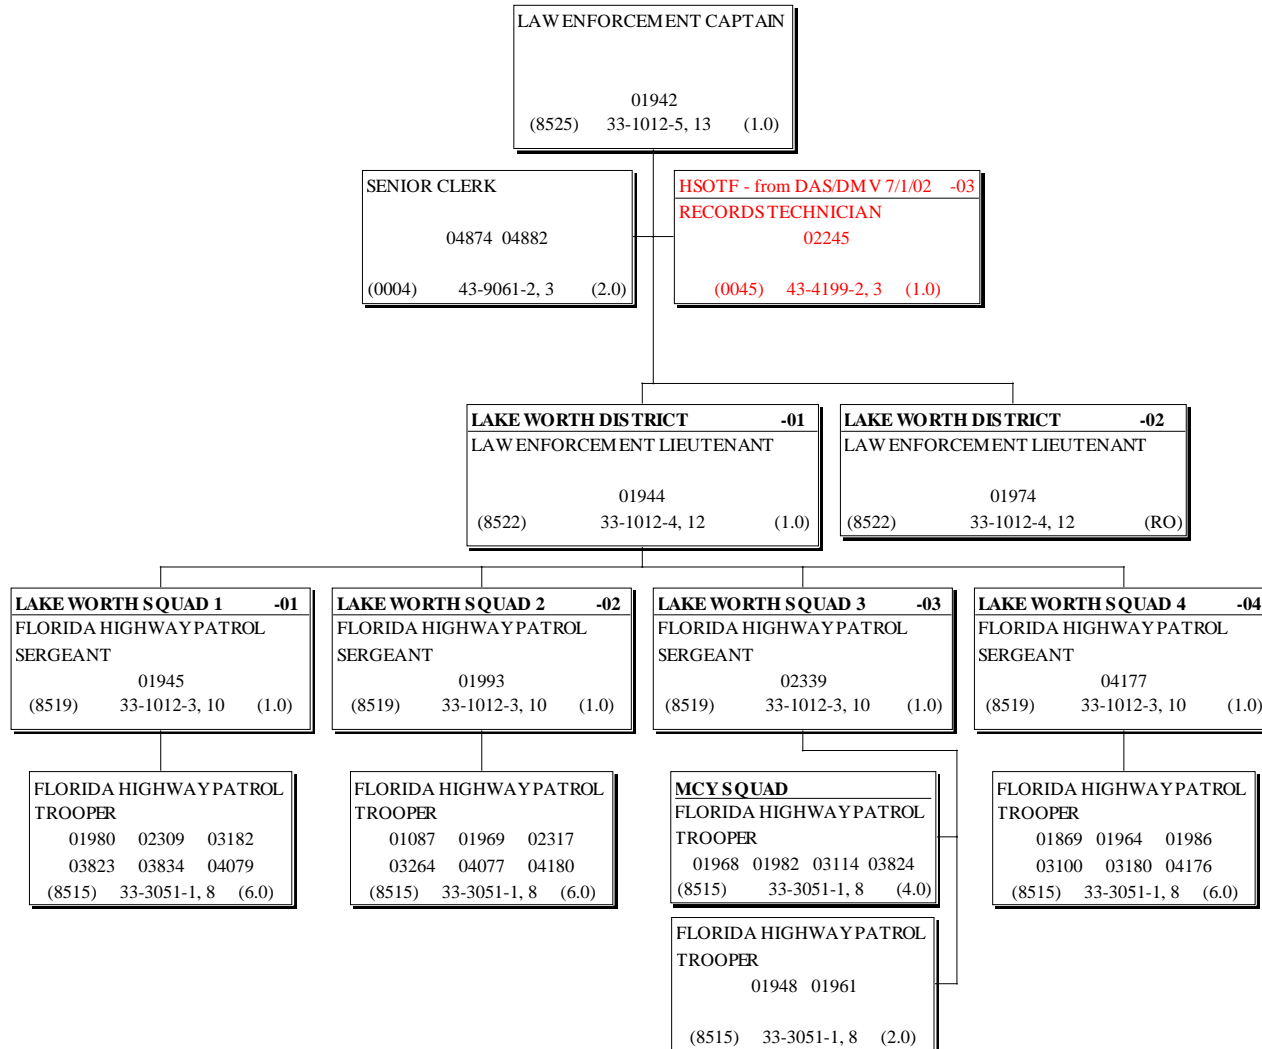 LAW ENFORCEMENT CAPTAIN
01942
(8525) 33-1012-5, 13 (1.0)
SENIOR CLERK
04874 04882
(0004) 43-9061-2, 3 (2.0)
HSOTF - from DAS/DMV 7/1/02 -03
RECORDS TECHNICIAN
02245
(0045) 43-4199-2, 3 (1.0)
LAKE WORTH DISTRICT -01
LAW ENFORCEMENT LIEUTENANT
01944
(8522) 33-1012-4, 12 (1.0)
LAKE WORTH DISTRICT -02
LAW ENFORCEMENT LIEUTENANT
01974
(8522) 33-1012-4, 12 (RO)
LAKE WORTH SQUAD 1 -01
FLORIDA HIGHWAY PATROL
SERGEANT
01945
(8519) 33-1012-3, 10 (1.0)
LAKE WORTH SQUAD 2 -02
FLORIDA HIGHWAY PATROL
SERGEANT
01993
(8519) 33-1012-3, 10 (1.0)
LAKE WORTH SQUAD 3 -03
FLORIDA HIGHWAY PATROL
SERGEANT
02339
(8519) 33-1012-3, 10 (1.0)
LAKE WORTH SQUAD 4 -04
FLORIDA HIGHWAY PATROL
SERGEANT
04177
(8519) 33-1012-3, 10 (1.0)
FLORIDA HIGHWAY PATROL
TROOPER
01980 02309 03182
03823 03834 04079
(8515) 33-3051-1, 8 (6.0)
FLORIDA HIGHWAY PATROL
TROOPER
01087 01969 02317
03264 04077 04180
(8515) 33-3051-1, 8 (6.0)
MCY SQUAD
FLORIDA HIGHWAY PATROL
TROOPER
01968 01982 03114 03824
(8515) 33-3051-1, 8 (4.0)
FLORIDA HIGHWAY PATROL
TROOPER
01869 01964 01986
03100 03180 04176
(8515) 33-3051-1, 8 (6.0)
FLORIDA HIGHWAY PATROL
TROOPER
01948 01961
(8515) 33-3051-1, 8 (2.0)